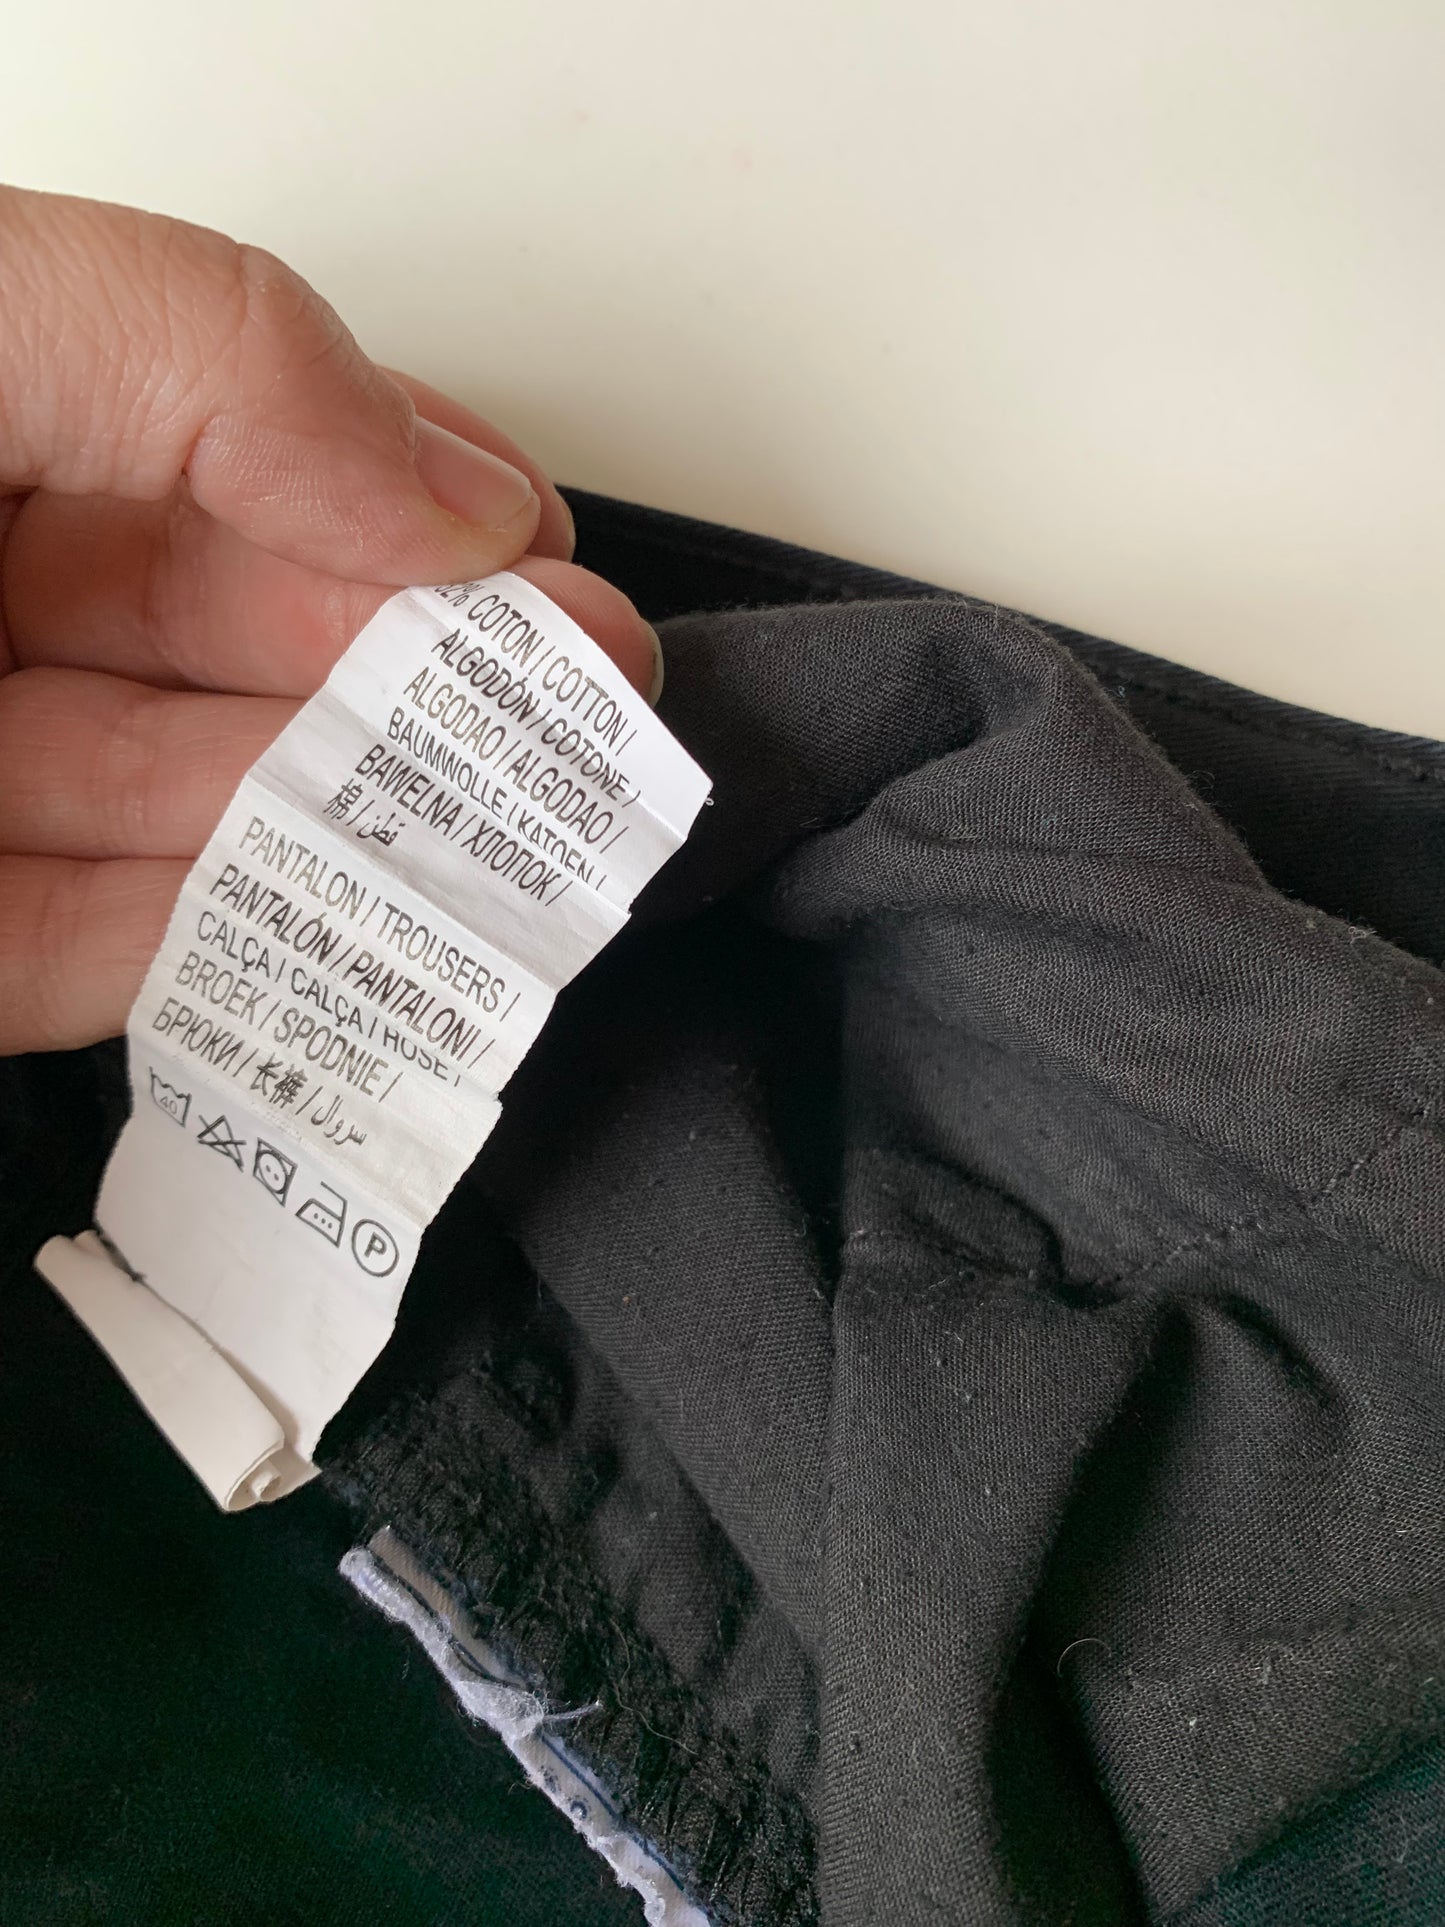 COTON / COTTON /
ALGODÓN / COTONE /
ALGODAO / ALGODAO /
BAUMWOLLE / KATOEN /
BAWEŁNA / ХЛОПОК /
棉 / قطن /
PANTALON / TROUSERS /
PANTALÓN / PANTALONI /
CALÇA / CALÇA / HOSE /
BROEK / SPODNIE /
БРЮКИ / 长裤 / سروال
40
P